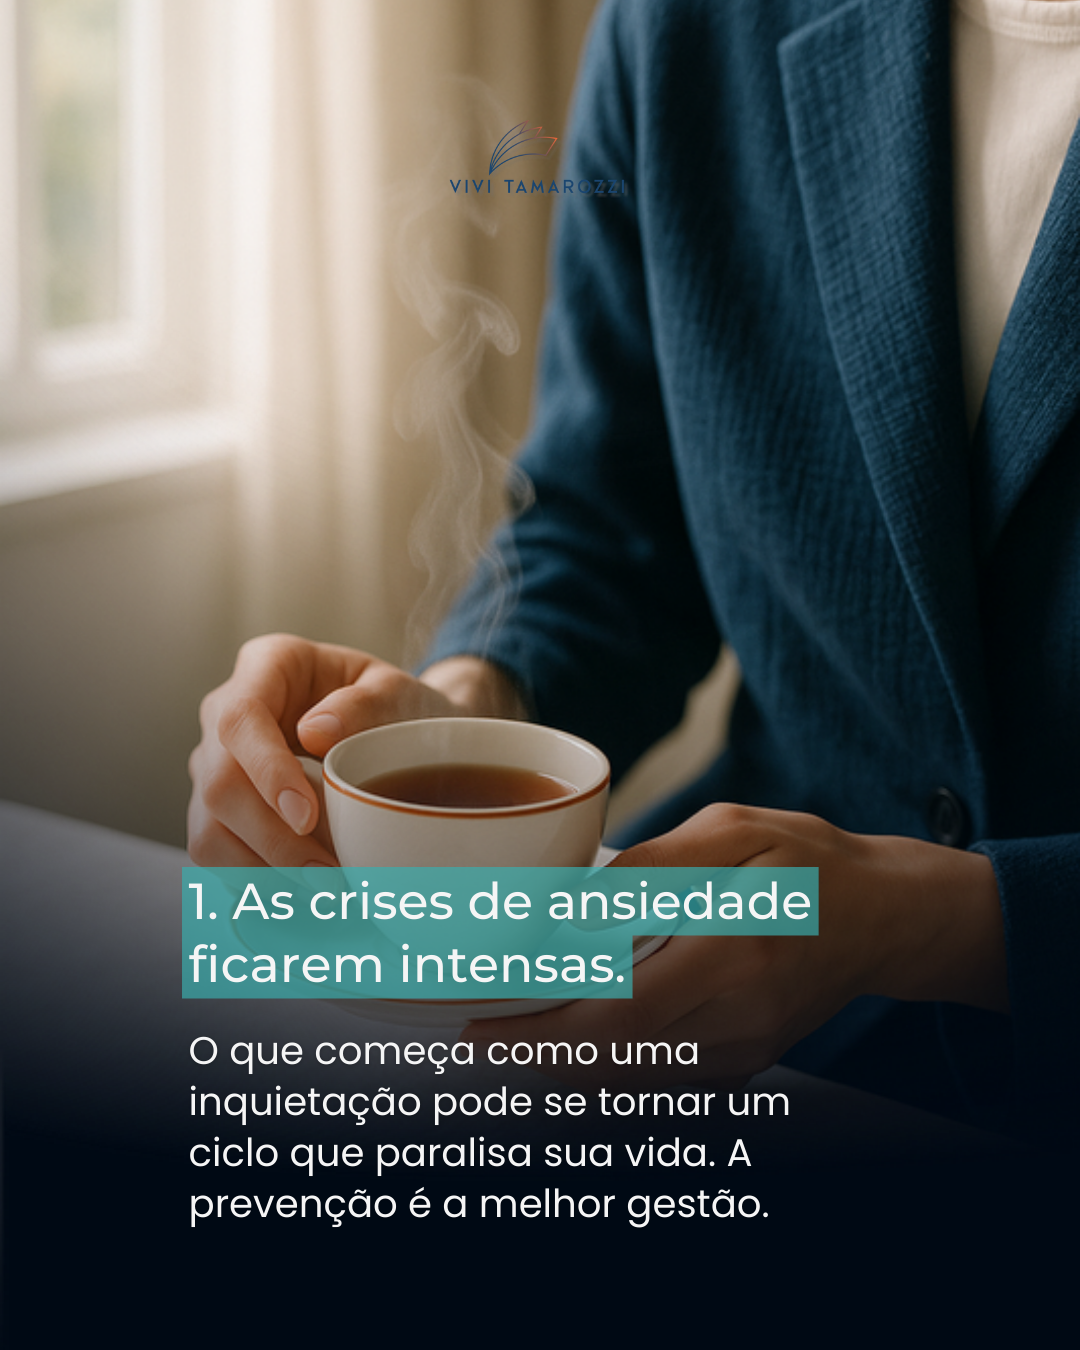 VIVI TAMAROZZI
1. As crises de ansiedade
ficarem intensas.
O que começa como uma
inquietação pode se tornar um
ciclo que paralisa sua vida. A
prevenção é a melhor gestão.